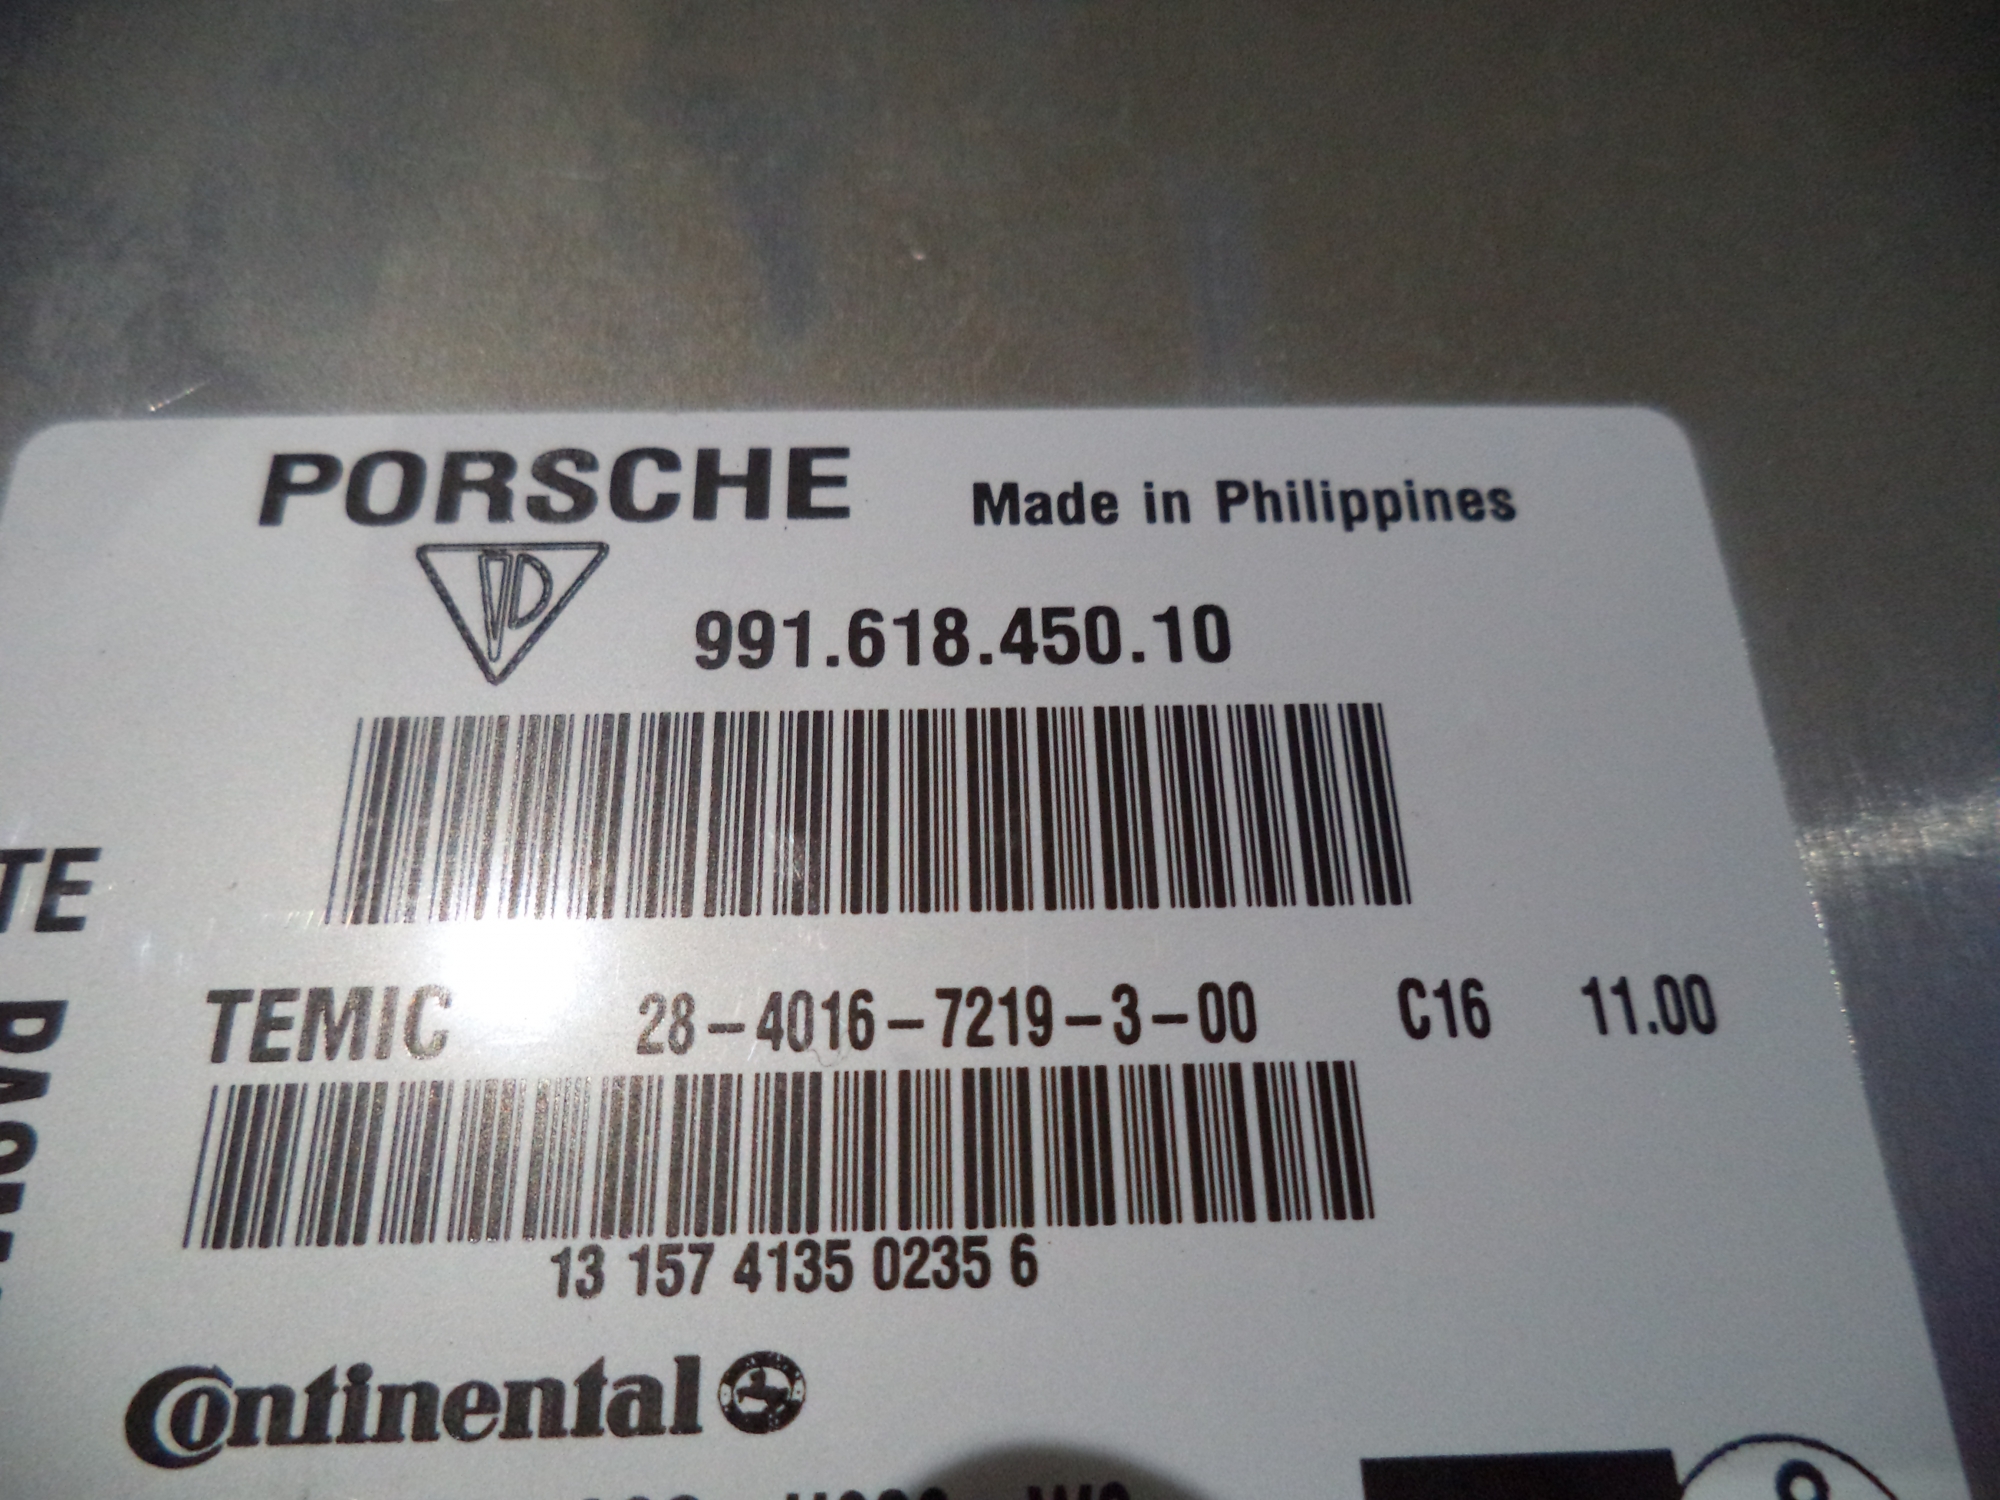 PORSCHE Made in Philippines
991.618.450.10
TE
TEMIC 28-4016-7219-3-00 C16 11.00
13 157 4135 0235 6
Continental